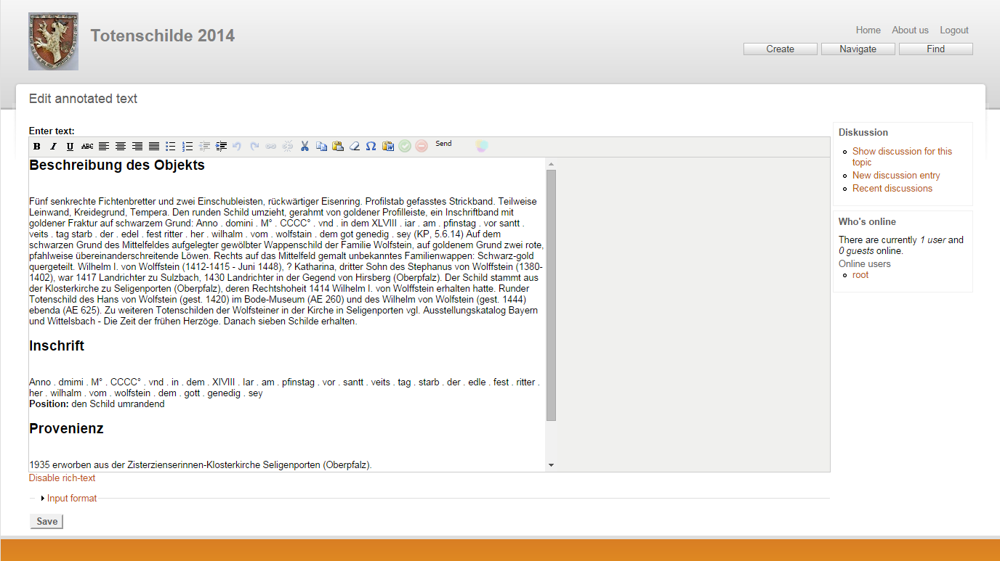 Totenschilde 2014
Home About us Logout
Create Navigate Find
Edit annotated text
Enter text:
B I U ABC Send
Beschreibung des Objekts
Fünf senkrechte Fichtenbretter und zwei Einschubleisten, rückwärtiger Eisenring. Profilstab gefasstes Strickband. Teilweise
Leinwand, Kreidegrund, Tempera. Den runden Schild umzieht, gerahmt von goldener Profilleiste, ein Inschriftband mit
goldener Fraktur auf schwarzem Grund: Anno . domini . M° . CCCC° . vnd . in dem XLVIII . iar . am . pfinstag . vor santt .
veits . tag starb . der . edel . fest ritter . her . wilhalm . vom . wolfstain . dem got genedig . sey (KP, 5.6.14) Auf dem
schwarzen Grund des Mittelfeldes aufgelegter gewölbter Wappenschild der Familie Wolfstein, auf goldenem Grund zwei rote,
pfahlweise übereinanderschreitende Löwen. Rechts auf das Mittelfeld gemalt unbekanntes Familienwappen: Schwarz-gold
quergeteilt. Wilhelm I. von Wolffstein (1412-1415 - Juni 1448), ? Katharina, dritter Sohn des Stephanus von Wolffstein (1380-
1402), war 1417 Landrichter zu Sulzbach, 1430 Landrichter in der Gegend von Hirsberg (Oberpfalz). Der Schild stammt aus
der Klosterkirche zu Seligenporten (Oberpfalz), deren Rechtshoheit 1414 Wilhelm I. von Wolffstein erhalten hatte. Runder
Totenschild des Hans von Wolfstein (gest. 1420) im Bode-Museum (AE 260) und des Wilhelm von Wolfstein (gest. 1444)
ebenda (AE 625). Zu weiteren Totenschilden der Wolfsteiner in der Kirche in Seligenporten vgl. Ausstellungskatalog Bayern
und Wittelsbach - Die Zeit der frühen Herzöge. Danach sieben Schilde erhalten.
Inschrift
Anno . dmimi . M° . CCCC° . vnd . in . dem . XIVIII . Iar . am . pfinstag . vor . santt . veits . tag . starb . der . edle . fest . ritter .
her . wilhalm . vom . wolfstein . dem . gott . genedig . sey
Position: den Schild umrandend
Provenienz
1935 erworben aus der Zisterzienserinnen-Klosterkirche Seligenporten (Oberpfalz).
Disable rich-text
Input format
Save
Diskussion
Show discussion for this
topic
New discussion entry
Recent discussions
Who's online
There are currently 1 user and
0 guests online.
Online users
root